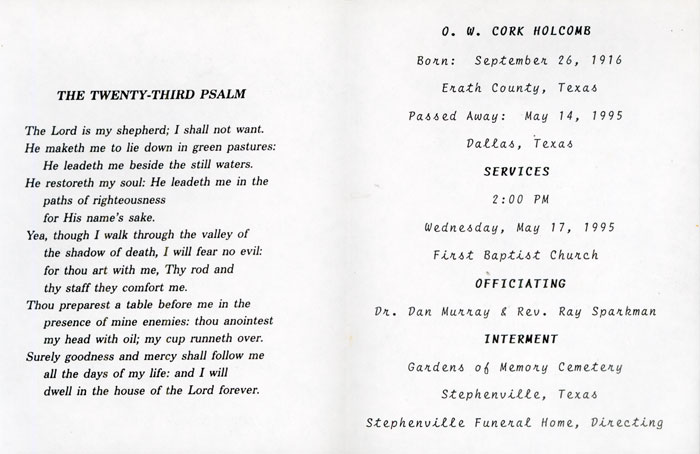 THE TWENTY-THIRD PSALM
The Lord is my shepherd; I shall not want.
He maketh me to lie down in green pastures:
He leadeth me beside the still waters.
He restoreth my soul: He leadeth me in the
paths of righteousness
for His name's sake.
Yea, though I walk through the valley of
the shadow of death, I will fear no evil:
for thou art with me, Thy rod and
thy staff they comfort me.
Thou preparest a table before me in the
presence of mine enemies: thou anointest
my head with oil; my cup runneth over.
Surely goodness and mercy shall follow me
all the days of my life: and I will
dwell in the house of the Lord forever.
O. W. CORK HOLCOMB
Born: September 26, 1916
Erath County, Texas
Passed Away: May 14, 1995
Dallas, Texas
SERVICES
2:00 PM
Wednesday, May 17, 1995
First Baptist Church
OFFICIATING
Dr. Dan Murray & Rev. Ray Sparkman
INTERMENT
Gardens of Memory Cemetery
Stephenville, Texas
Stephenville Funeral Home, Directing